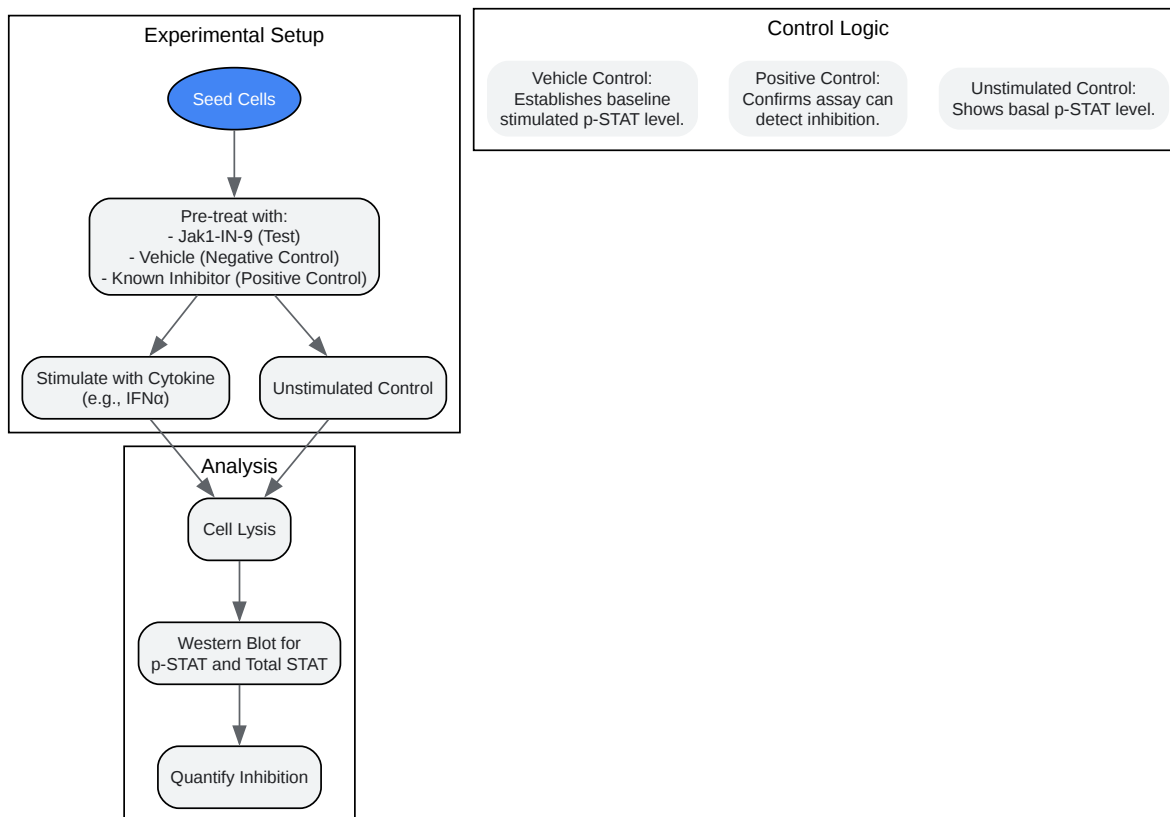 Experimental Setup
Seed Cells
Pre-treat with:
- Jak1-IN-9 (Test)
- Vehicle (Negative Control)
- Known Inhibitor (Positive Control)
Stimulate with Cytokine
(e.g., IFNα)
Unstimulated Control
Analysis
Cell Lysis
Western Blot for
p-STAT and Total STAT
Quantify Inhibition
Control Logic
Vehicle Control:
Establishes baseline
stimulated p-STAT level.
Positive Control:
Confirms assay can
detect inhibition.
Unstimulated Control:
Shows basal p-STAT level.